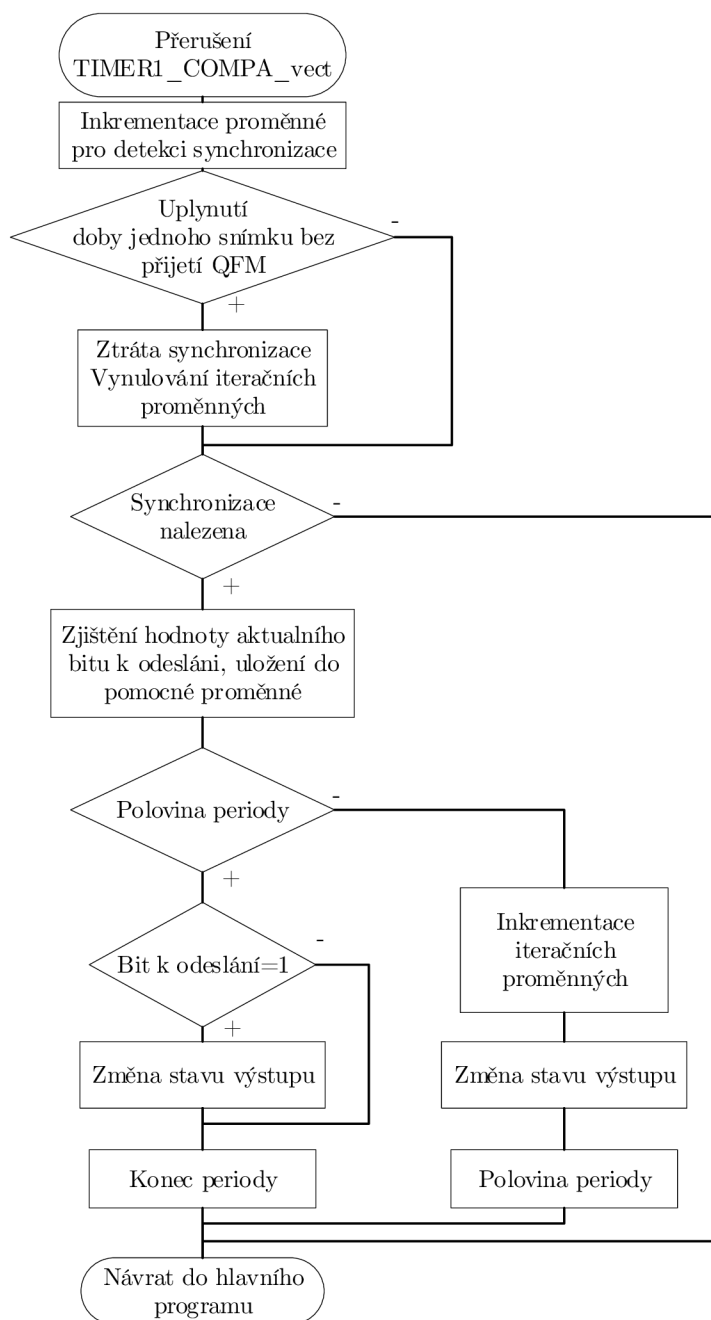 Přerušení
TIMER1_COMPA_vect
Inkrementace proměnné
pro detekci synchronizace
Uplynutí
doby jednoho snímku bez
přijetí QFM
-
+
Ztráta synchronizace
Vynulování iteračních
proměnných
Synchronizace
nalezena
-
+
Zjištění hodnoty aktualního
bitu k odesláni, uložení do
pomocné proměnné
Polovina periody
-
+
Inkrementace
iteračních
proměnných
Bit k odeslání=1
-
+
Změna stavu výstupu
Změna stavu výstupu
Konec periody
Polovina periody
Návrat do hlavního
programu